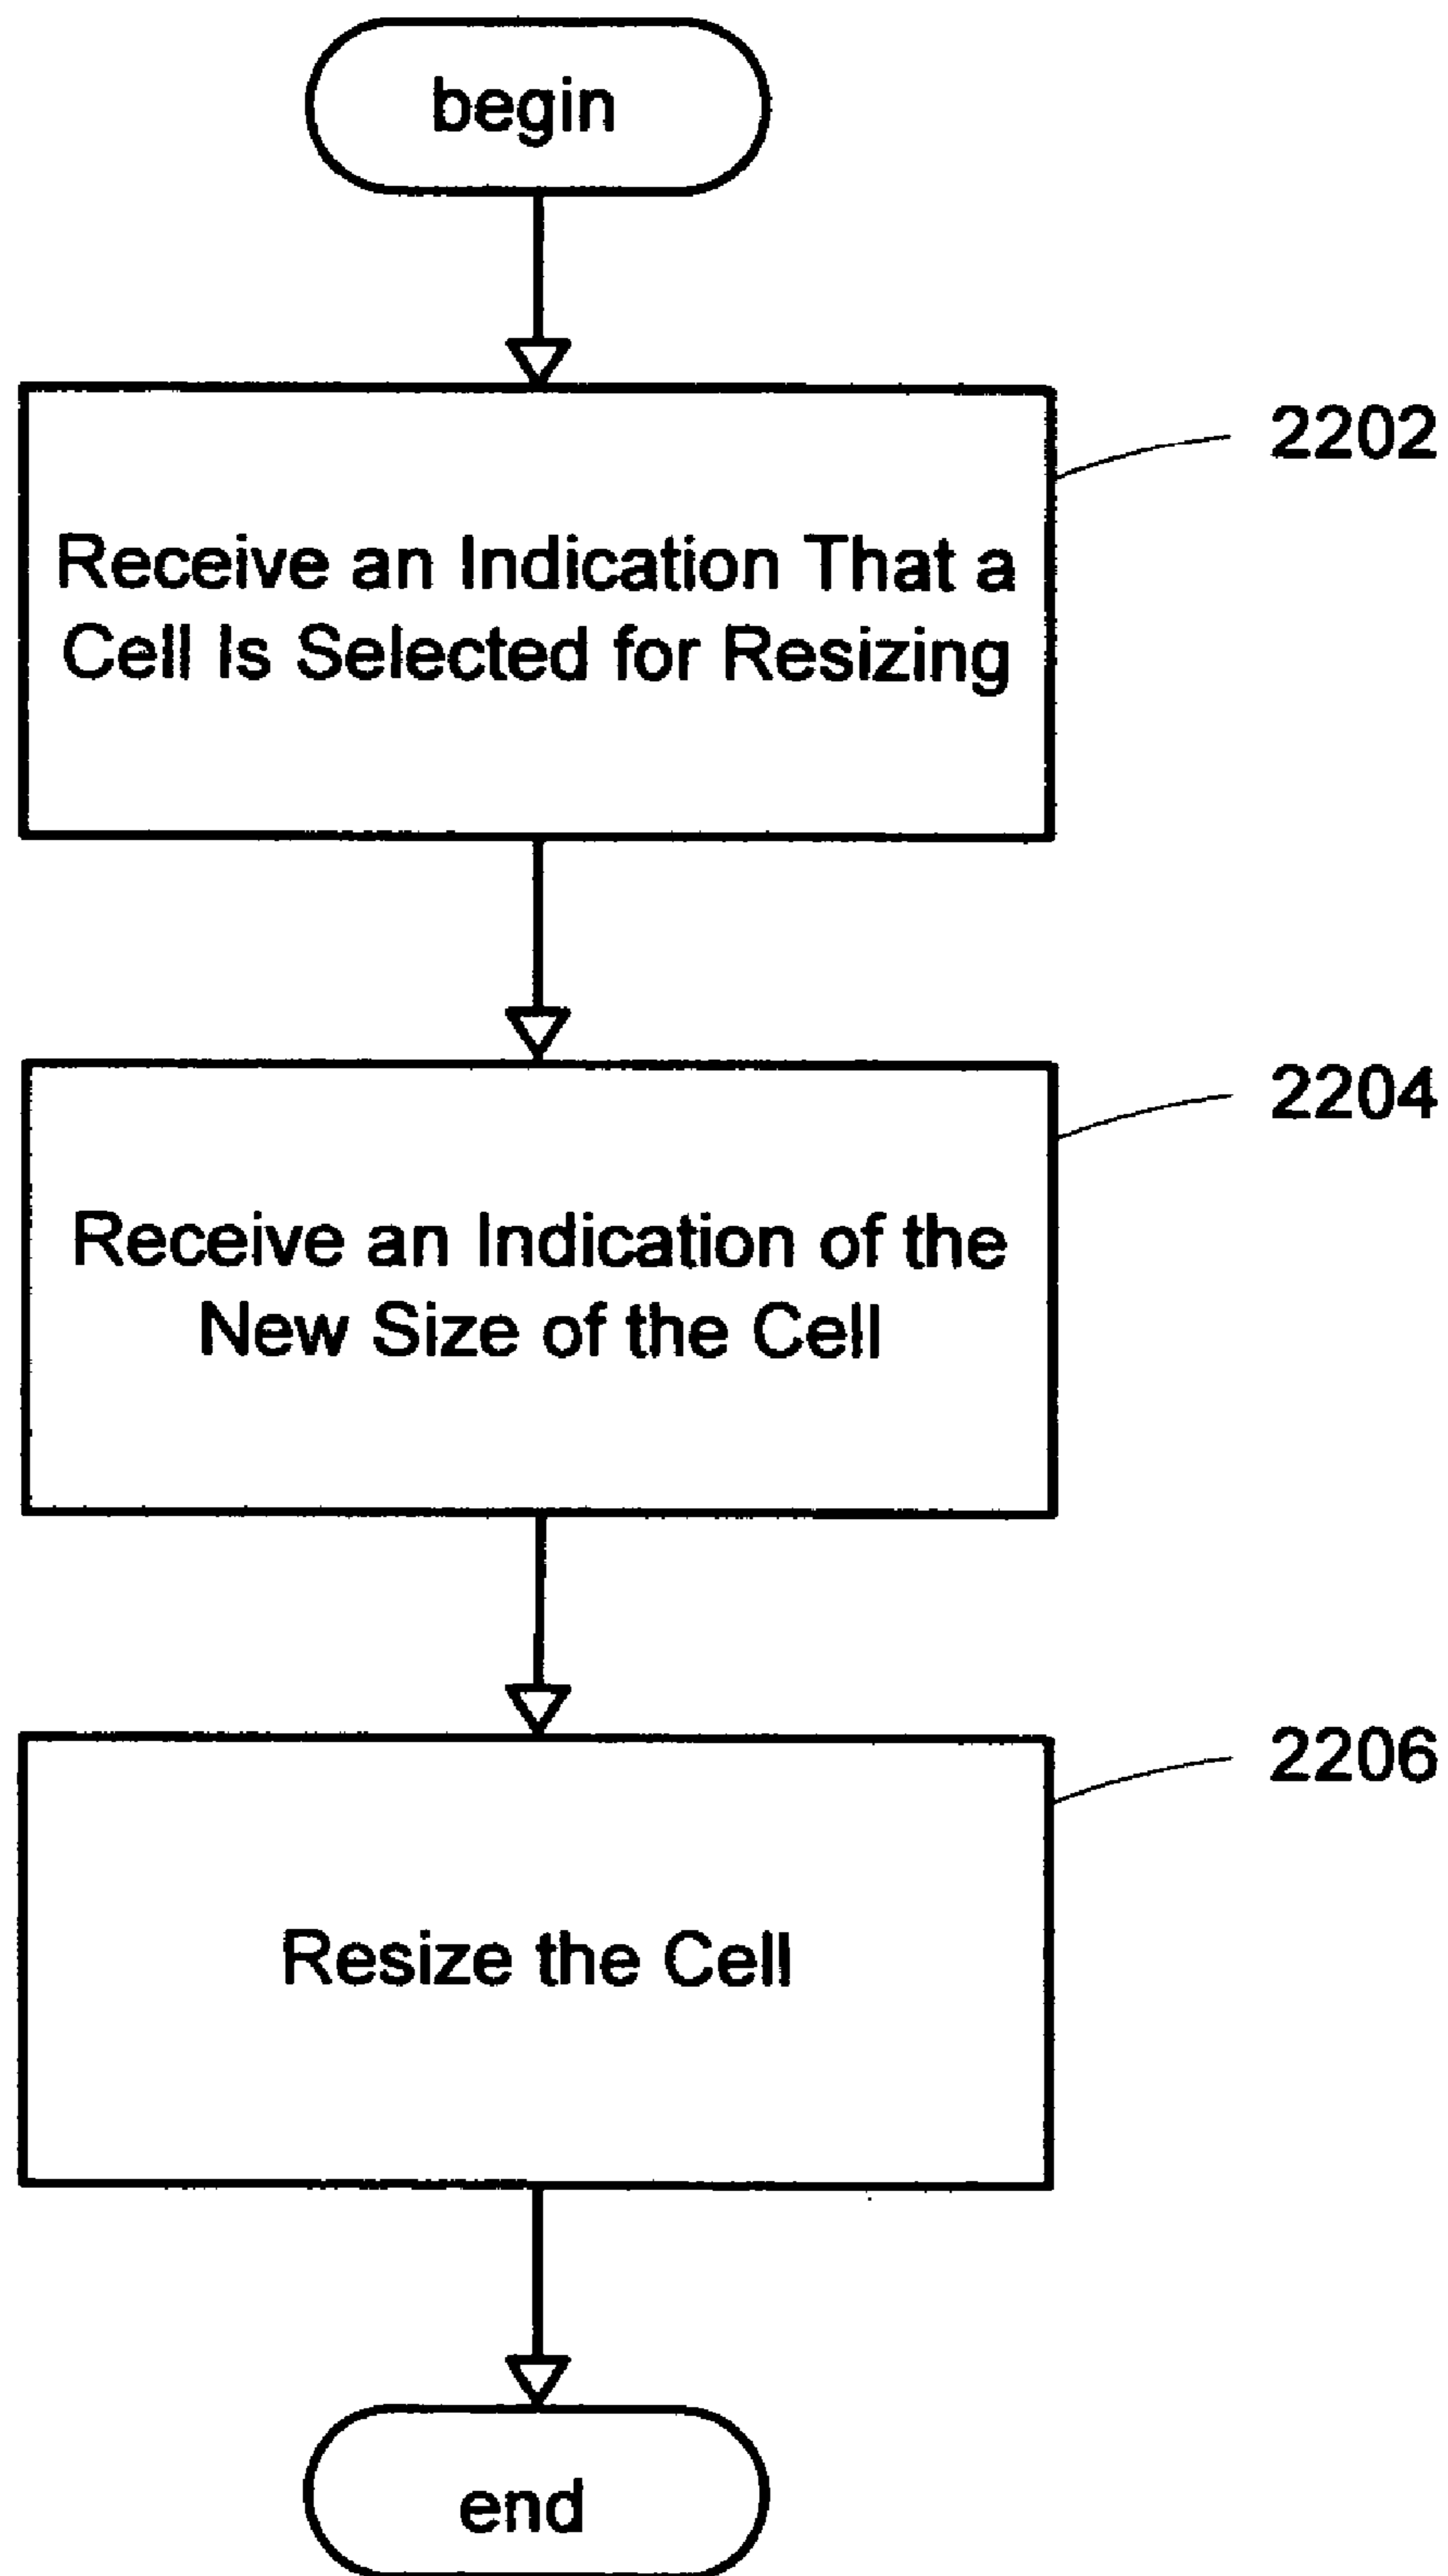 begin
2202
Receive an Indication That a
Cell Is Selected for Resizing
2204
Receive an Indication of the
New Size of the Cell
2206
Resize the Cell
end